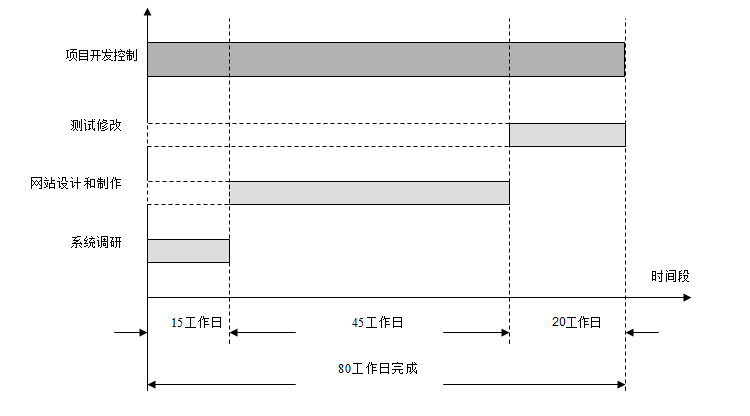 项目开发控制
测试修改
网站设计和制作
系统调研
时间段
15工作日
45工作日
20工作日
80工作日完成